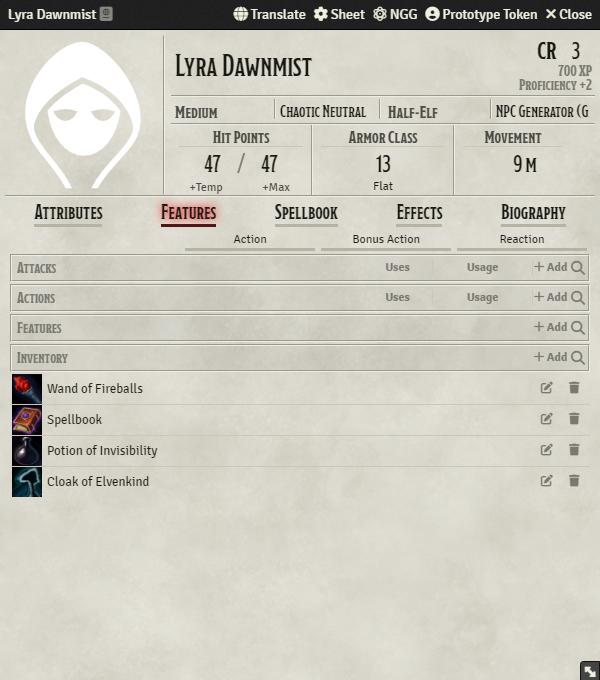 Lyra Dawnmist Translate Sheet NGG Prototype Token Close
Lyra Dawnmist
CR 3
700 XP
Proficiency +2
Medium Chaotic Neutral Half-Elf NPC Generator (G
Hit Points Armor Class Movement
47 / 47 13 9 m
+Temp +Max Flat
Attributes Features Spellbook Effects Biography
Action Bonus Action Reaction
Attacks Uses Usage + Add
Actions Uses Usage + Add
Features + Add
Inventory + Add
Wand of Fireballs
Spellbook
Potion of Invisibility
Cloak of Elvenkind